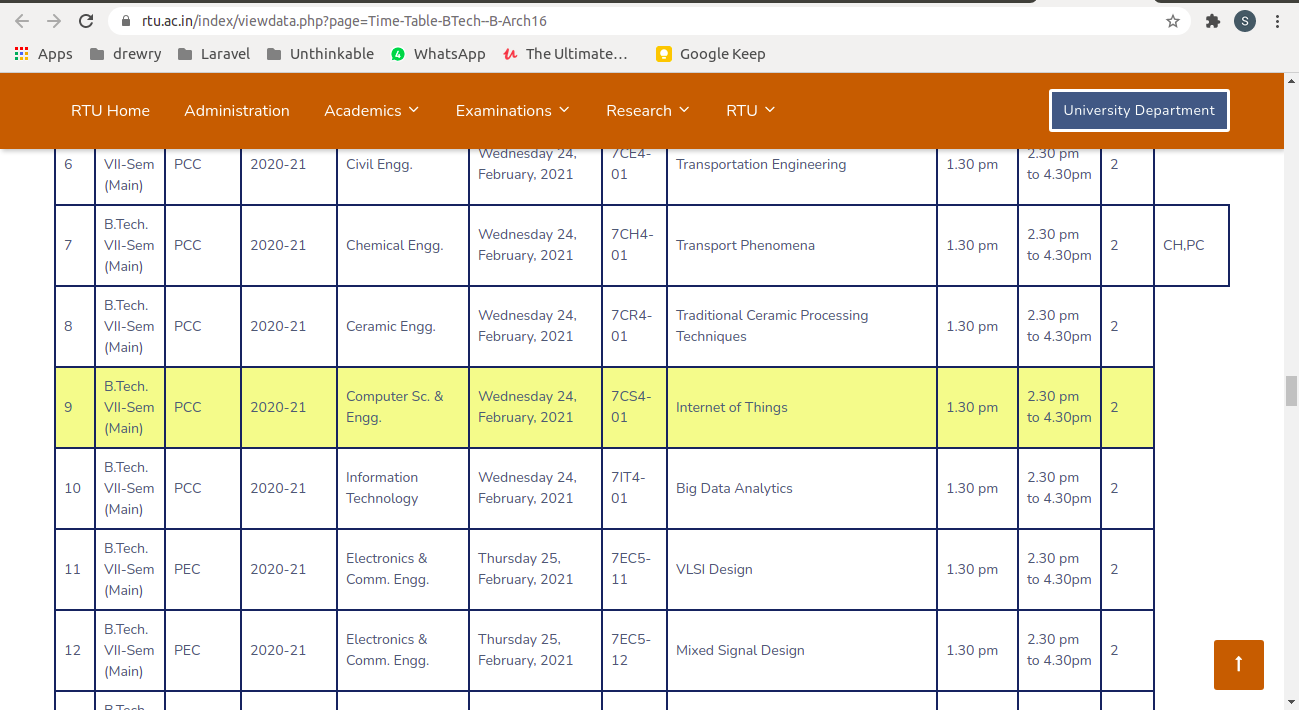 rtu.ac.in/index/viewdata.php?page=Time-Table-BTech--B-Arch16
S
Apps drewry Laravel Unthinkable 4 WhatsApp The Ultimate… Google Keep
RTU Home Administration Academics Examinations Research RTU University Department
6
VII-Sem
(Main)
PCC
2020-21
Civil Engg.
Wednesday 24,
February, 2021
7CE4-
01
Transportation Engineering
1.30 pm
2.30 pm
to 4.30pm
2
7
B.Tech.
VII-Sem
(Main)
PCC
2020-21
Chemical Engg.
Wednesday 24,
February, 2021
7CH4-
01
Transport Phenomena
1.30 pm
2.30 pm
to 4.30pm
2
CH,PC
8
B.Tech.
VII-Sem
(Main)
PCC
2020-21
Ceramic Engg.
Wednesday 24,
February, 2021
7CR4-
01
Traditional Ceramic Processing
Techniques
1.30 pm
2.30 pm
to 4.30pm
2
9
B.Tech.
VII-Sem
(Main)
PCC
2020-21
Computer Sc. &
Engg.
Wednesday 24,
February, 2021
7CS4-
01
Internet of Things
1.30 pm
2.30 pm
to 4.30pm
2
10
B.Tech.
VII-Sem
(Main)
PCC
2020-21
Information
Technology
Wednesday 24,
February, 2021
7IT4-
01
Big Data Analytics
1.30 pm
2.30 pm
to 4.30pm
2
11
B.Tech.
VII-Sem
(Main)
PEC
2020-21
Electronics &
Comm. Engg.
Thursday 25,
February, 2021
7EC5-
11
VLSI Design
1.30 pm
2.30 pm
to 4.30pm
2
12
B.Tech.
VII-Sem
(Main)
PEC
2020-21
Electronics &
Comm. Engg.
Thursday 25,
February, 2021
7EC5-
12
Mixed Signal Design
1.30 pm
2.30 pm
to 4.30pm
2
B.Tech.